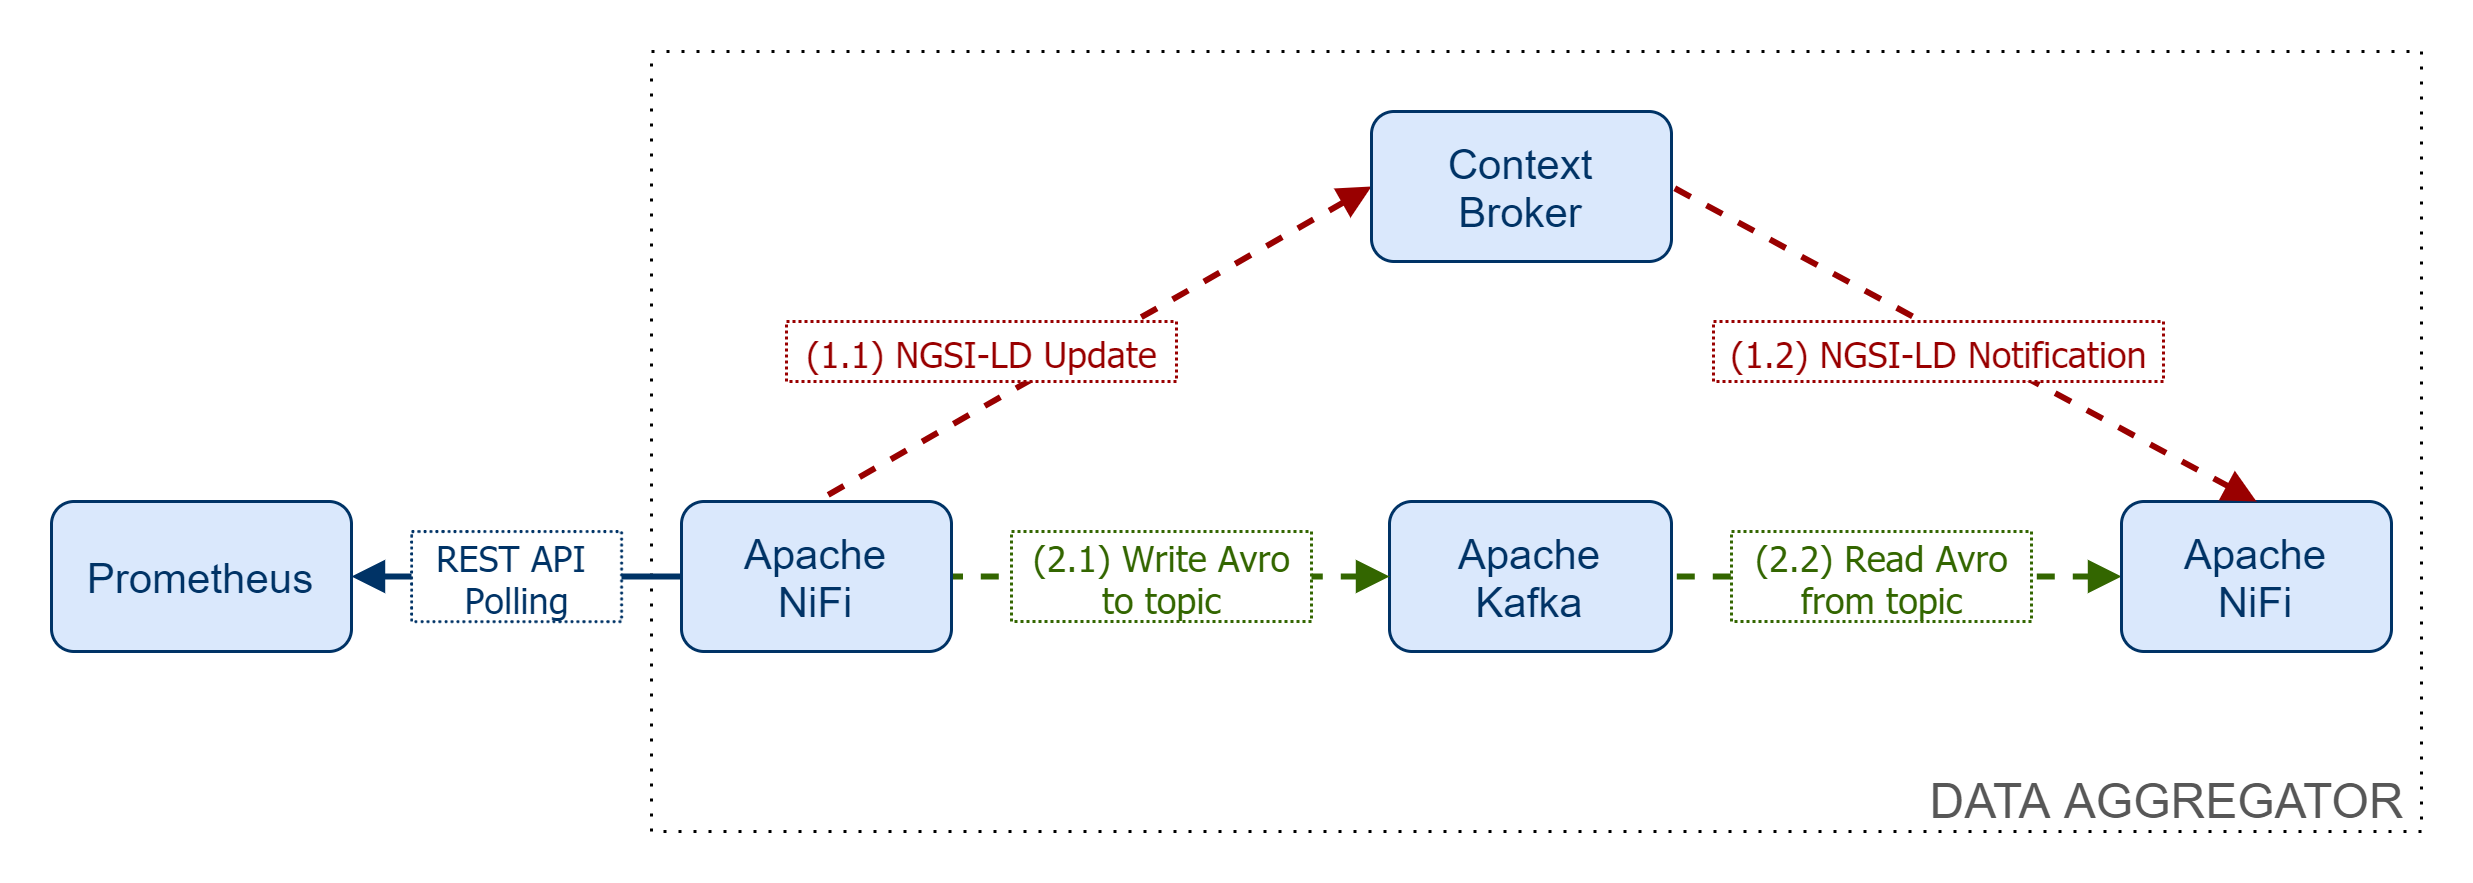 Context
Broker
(1.1) NGSI-LD Update
(1.2) NGSI-LD Notification
Prometheus
REST API
Polling
Apache
NiFi
(2.1) Write Avro
to topic
Apache
Kafka
(2.2) Read Avro
from topic
Apache
NiFi
DATA AGGREGATOR